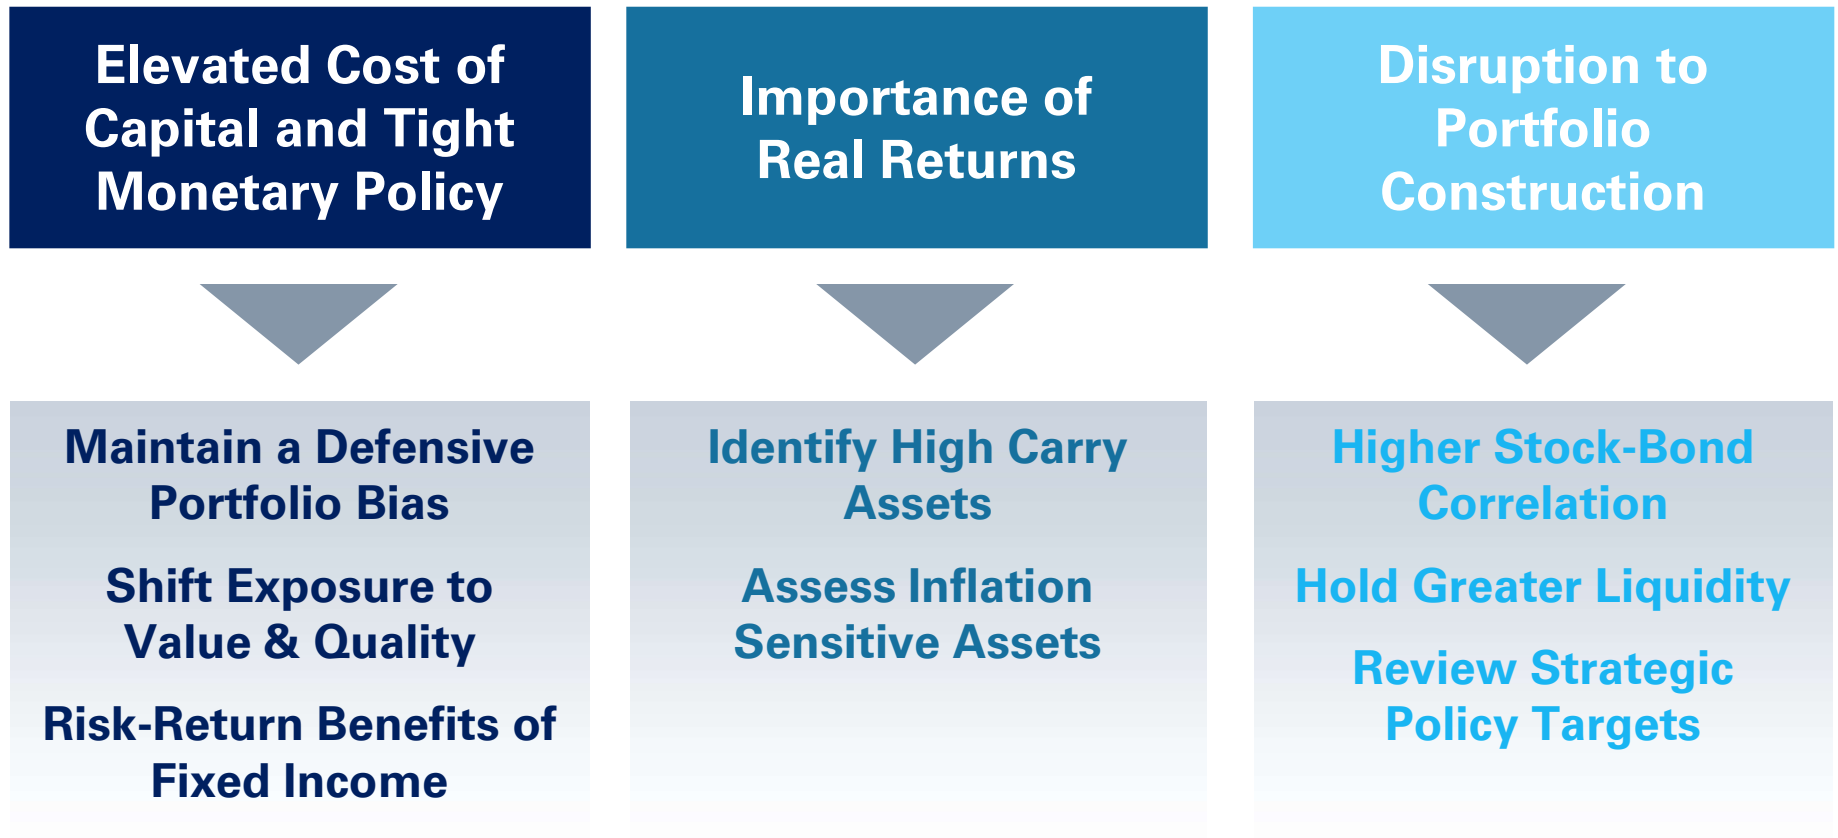 Elevated Cost of
Capital and Tight
Monetary Policy
Importance of
Real Returns
Disruption to
Portfolio
Construction
Maintain a Defensive
Portfolio Bias
Shift Exposure to
Value & Quality
Risk-Return Benefits of
Fixed Income
Identify High Carry
Assets
Assess Inflation
Sensitive Assets
Higher Stock-Bond
Correlation
Hold Greater Liquidity
Review Strategic
Policy Targets